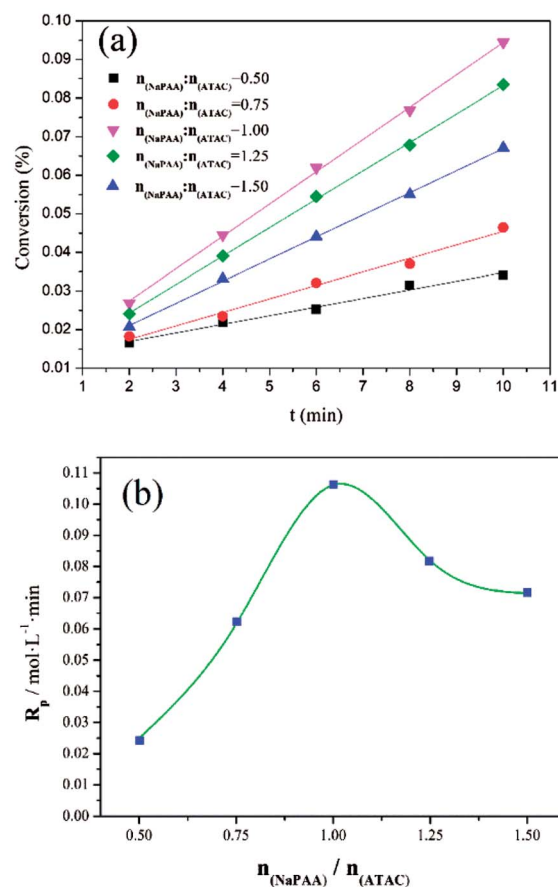 (a)
n(NaPAA):n(ATAC)−0.50
n(NaPAA):n(ATAC)=0.75
n(NaPAA):n(ATAC)−1.00
n(NaPAA):n(ATAC)=1.25
n(NaPAA):n(ATAC)−1.50
Conversion (%)
0.10
0.09
0.08
0.07
0.06
0.05
0.04
0.03
0.02
0.01
1 2 3 4 5 6 7 8 9 10 11
t (min)
(b)
Rp / mol·L-1·min
0.11
0.10
0.09
0.08
0.07
0.06
0.05
0.04
0.03
0.02
0.01
0.00
0.50 0.75 1.00 1.25 1.50
n(NaPAA) / n(ATAC)